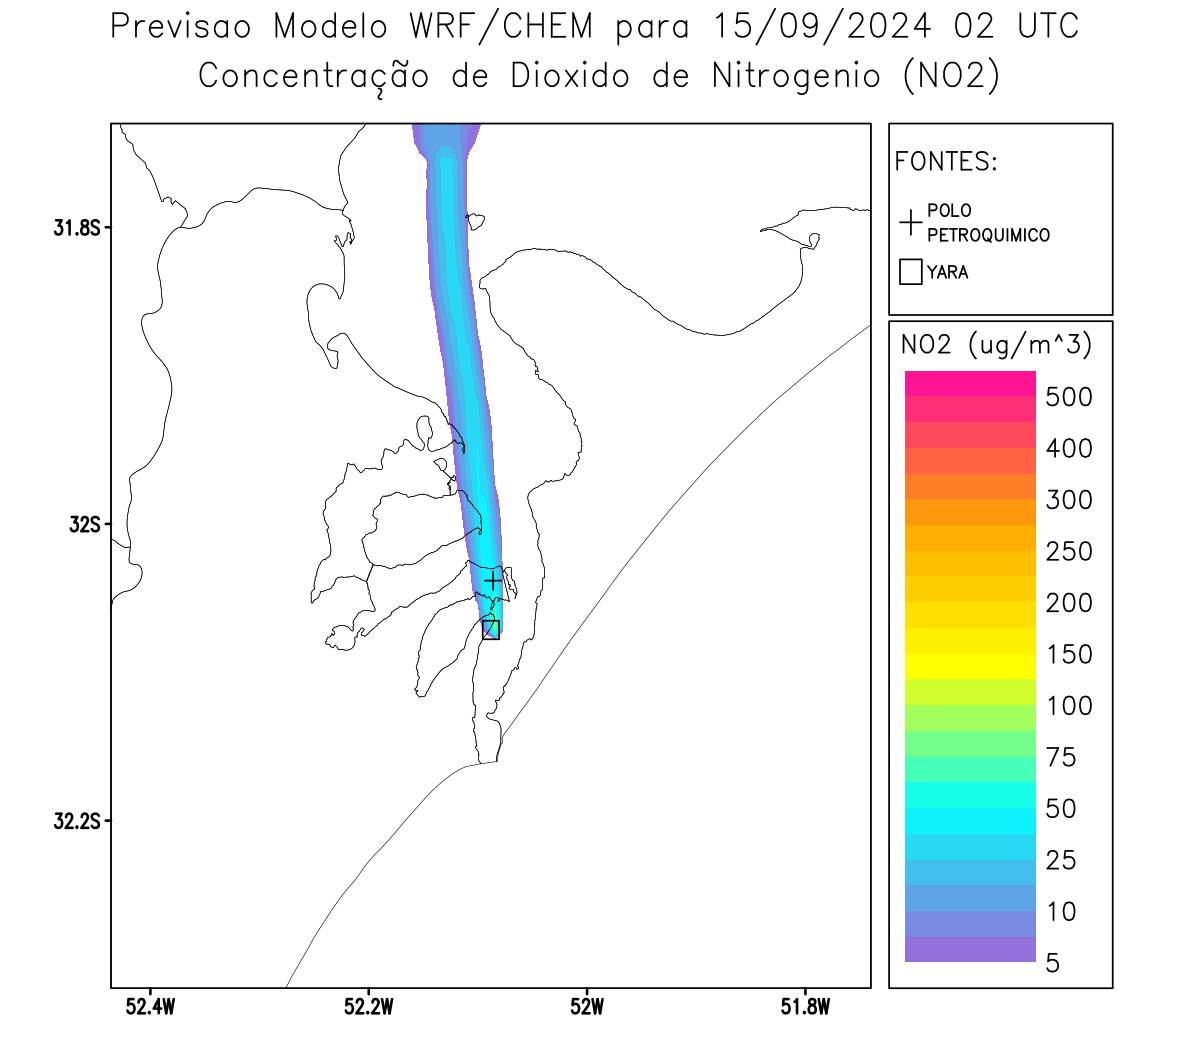 Previsao Modelo WRF/CHEM para 15/09/2024 02 UTC
Concentração de Dioxido de Nitrogenio (NO2)
FONTES:
POLO
PETROQUIMICO
YARA
NO2 (ug/m^3)
500
400
300
250
200
150
100
75
50
25
10
5
31.8S
32S
32.2S
52.4W
52.2W
52W
51.8W